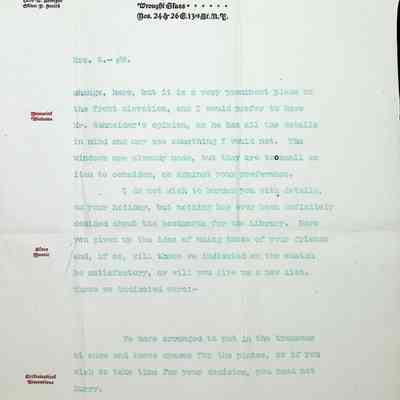 Wrought Glass
Nos. 24 & 26 E. 13th St. N.Y.
Dec. 5.- 98.
change, here, but it is a very prominent place on
the front elevation, and I would prefer to have
Mr. Schneider's opinion, as he has all the details
in mind and may see something I would not. The
windows are already made, but they are too small an
item to consider, as against your preference.
I do not wish to burden you with details,
on your holiday, but nothing has ever been definitely
decided about the bookmarks for the Library. Have
you given up the idea of using those of your friends
and, if so, will those we indicated on the sketch
be satisfactory, or will you give us a new list.
Those we indicated were:-
Memorial
Windows
Glass
Mosaic
We have arranged to put in the transoms
at once and leave spaces for the plates, so if you
wish to take time for your decision, you need not
hurry.
Ecclesiastical
Decorations